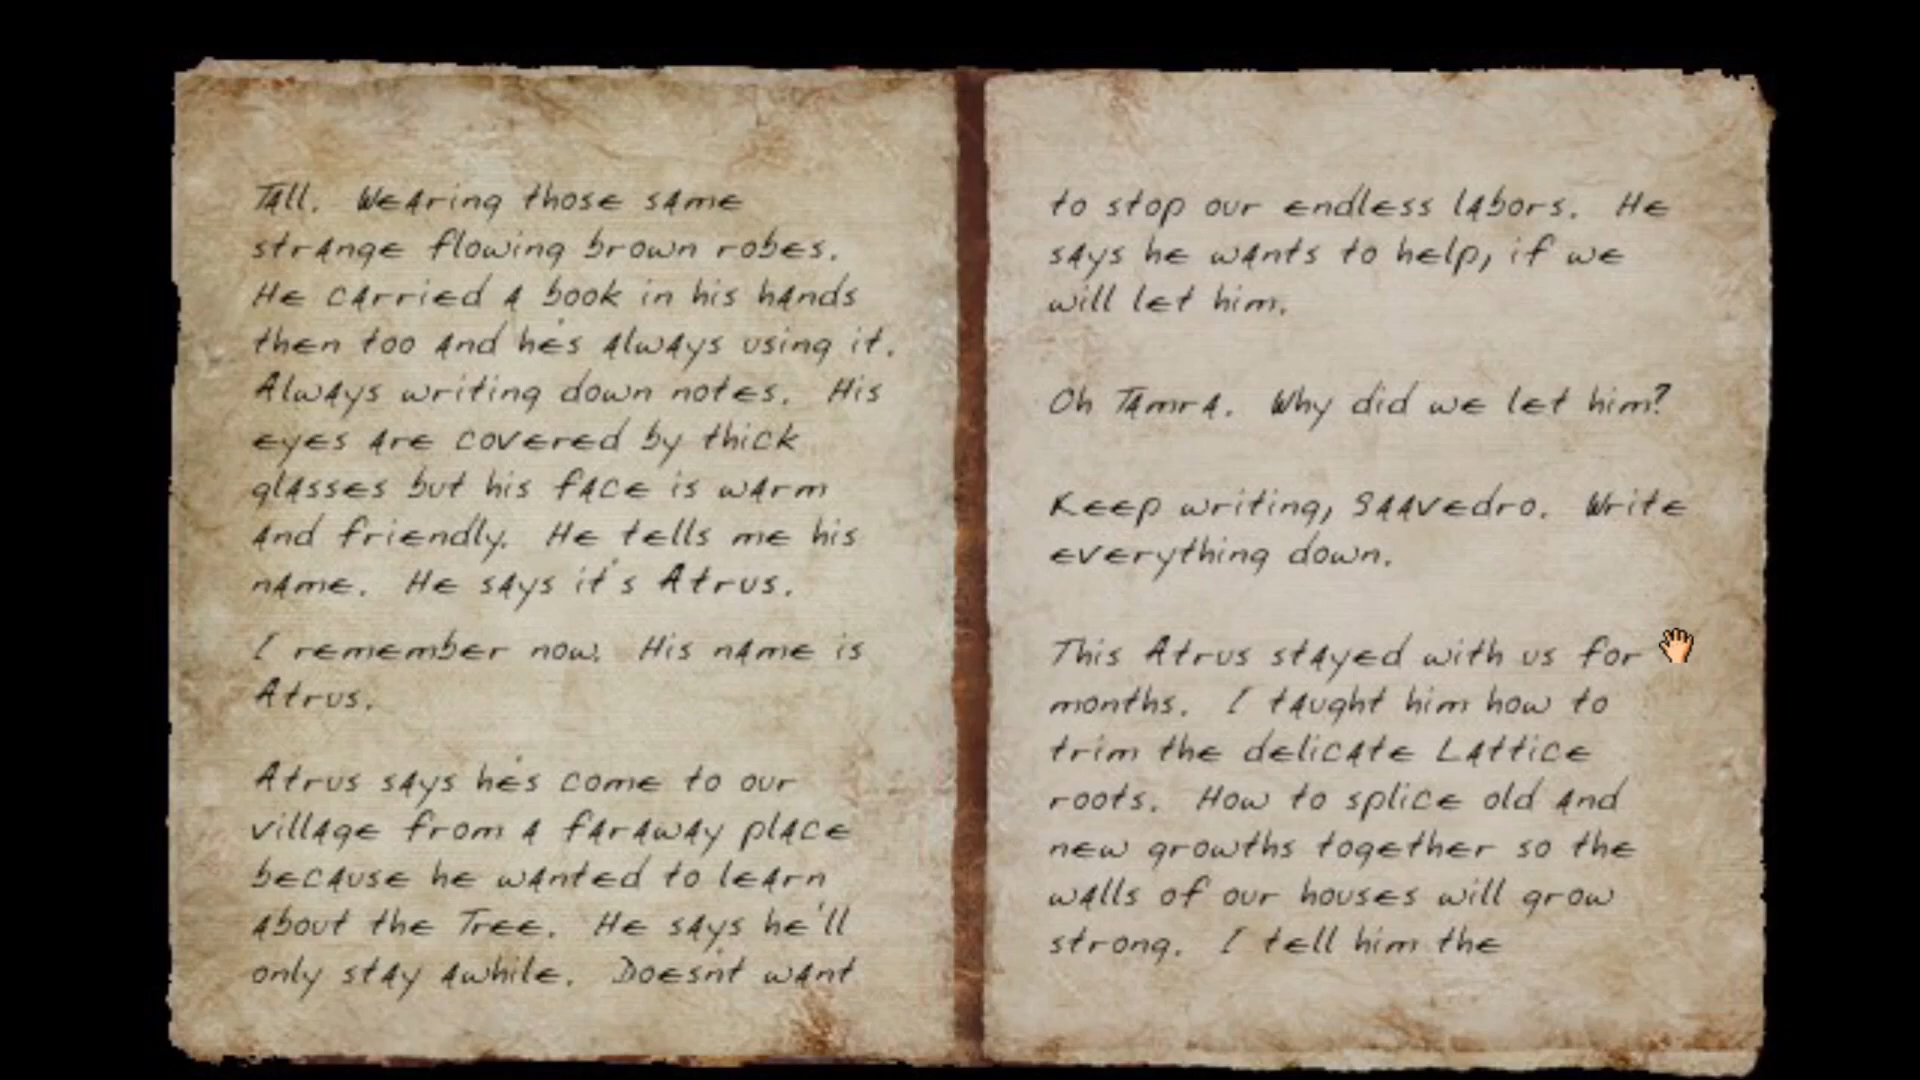 Tall. Wearing those same
strange flowing brown robes.
He carried a book in his hands
then too and he's always using it.
Always writing down notes. His
eyes are covered by thick
glasses but his face is warm
and friendly. He tells me his
name. He says it's Atrus.
I remember now. His name is
Atrus.
Atrus says he's come to our
village from a faraway place
because he wanted to learn
about the Tree. He says he'll
only stay awhile. Doesn't want
to stop our endless labors. He
says he wants to help, if we
will let him.
Oh Tamra. Why did we let him?
Keep writing, Saavedro. Write
everything down.
This Atrus stayed with us for
months. I taught him how to
trim the delicate Lattice
roots. How to splice old and
new growths together so the
walls of our houses will grow
strong. I tell him the